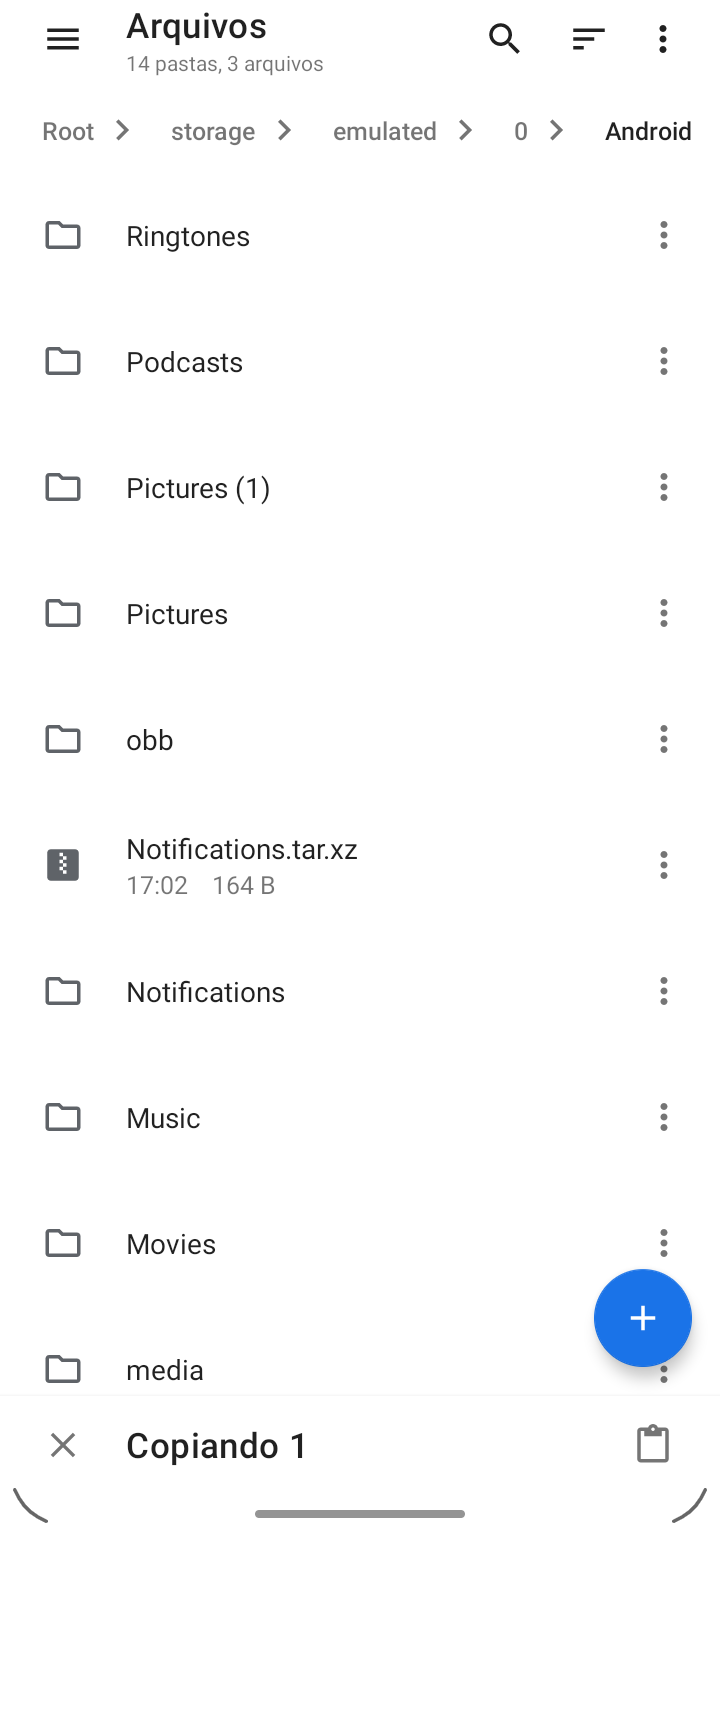 Arquivos
14 pastas, 3 arquivos
Root storage emulated 0 Android
Ringtones
Podcasts
Pictures (1)
Pictures
obb
Notifications.tar.xz
17:02 164 B
Notifications
Music
Movies
media
Copiando 1